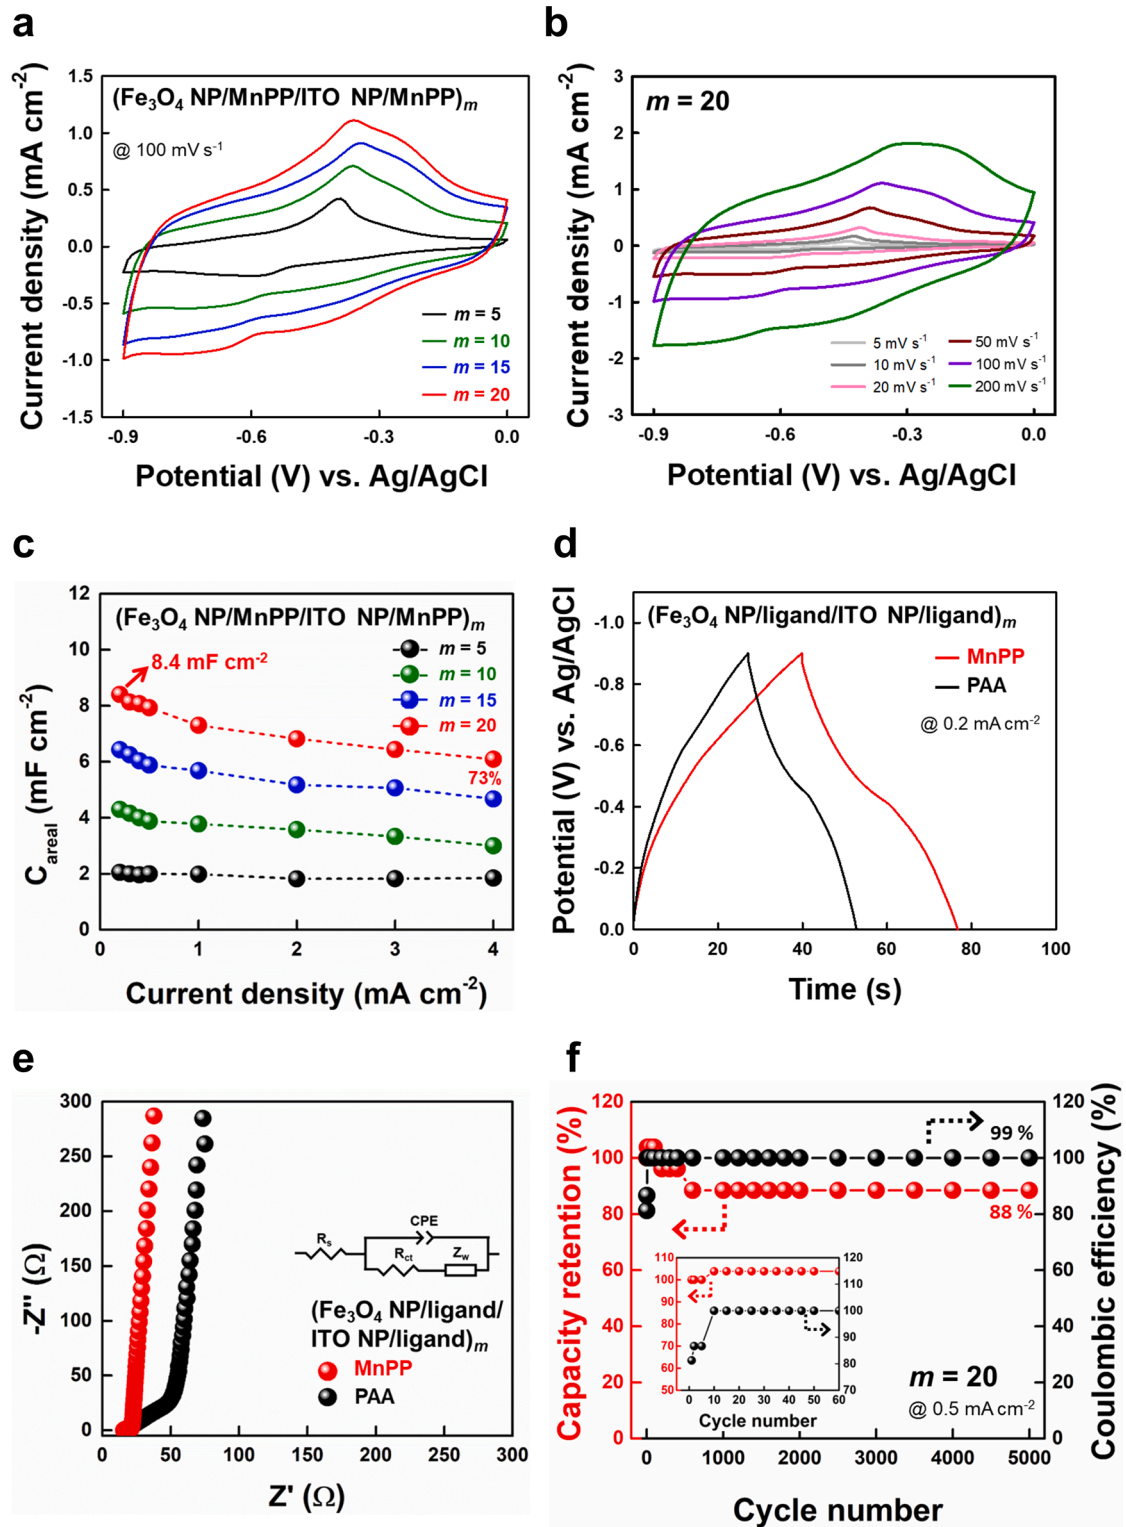 a
1.5
1.0
0.5
0.0
-0.5
-1.0
-1.5
Current density (mA cm-2)
(Fe3O4 NP/MnPP/ITO NP/MnPP)m
@ 100 mV s-1
m = 5
m = 10
m = 15
m = 20
-0.9
-0.6
-0.3
0.0
Potential (V) vs. Ag/AgCl
b
3
2
1
0
-1
-2
-3
Current density (mA cm-2)
m = 20
5 mV s-1
10 mV s-1
20 mV s-1
50 mV s-1
100 mV s-1
200 mV s-1
-0.9
-0.6
-0.3
0.0
Potential (V) vs. Ag/AgCl
c
12
10
8
6
4
2
0
Careal (mF cm-2)
(Fe3O4 NP/MnPP/ITO NP/MnPP)m
8.4 mF cm-2
m = 5
m = 10
m = 15
m = 20
73%
0
1
2
3
4
Current density (mA cm-2)
d
-1.0
-0.8
-0.6
-0.4
-0.2
0.0
Potential (V) vs. Ag/AgCl
(Fe3O4 NP/ligand/ITO NP/ligand)m
MnPP
PAA
@ 0.2 mA cm-2
0
20
40
60
80
100
Time (s)
e
300
250
200
150
100
50
0
-Z'' (Ω)
Rs
CPE
Rct
Zw
(Fe3O4 NP/ligand/
ITO NP/ligand)m
MnPP
PAA
0
50
100
150
200
250
300
Z' (Ω)
f
120
100
80
60
40
20
0
Capacity retention (%)
99 %
88 %
110
100
90
80
70
60
50
120
110
100
90
80
70
0
10
20
30
40
50
60
Cycle number
m = 20
@ 0.5 mA cm-2
120
100
80
60
40
20
0
Coulombic efficiency (%)
0
1000
2000
3000
4000
5000
Cycle number